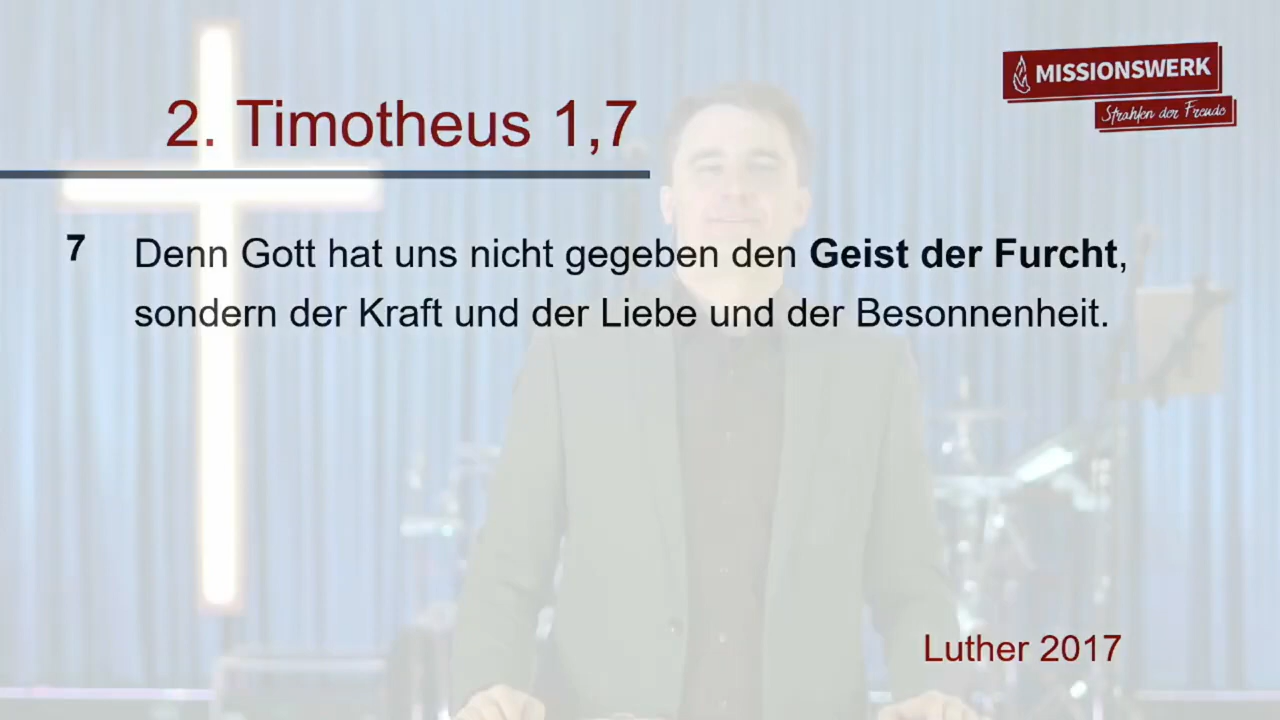 MISSIONSWERK
Strahlen der Freude
2. Timotheus 1,7
7 Denn Gott hat uns nicht gegeben den Geist der Furcht,
sondern der Kraft und der Liebe und der Besonnenheit.
Luther 2017